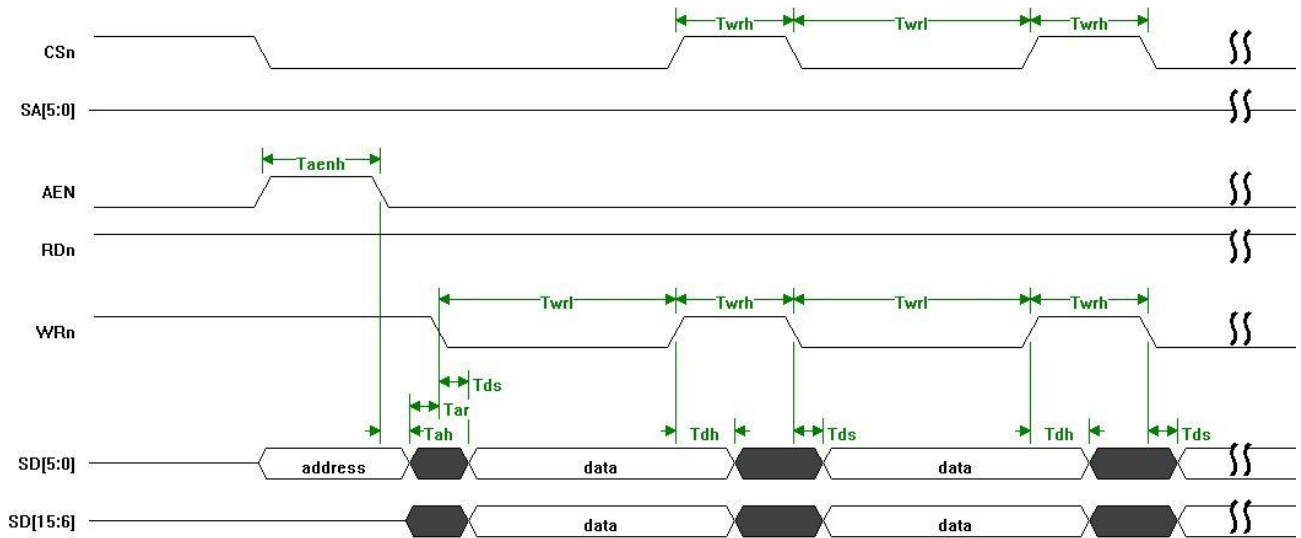 Twrh Twrl Twrh
CSn
SA[5:0]
Taenh
AEN
RDn
Twrl Twrh Twrl Twrh
WRn
Tds
Tar
Tah Tdh Tds Tdh Tds
SD[5:0] address data data
SD[15:6] data data